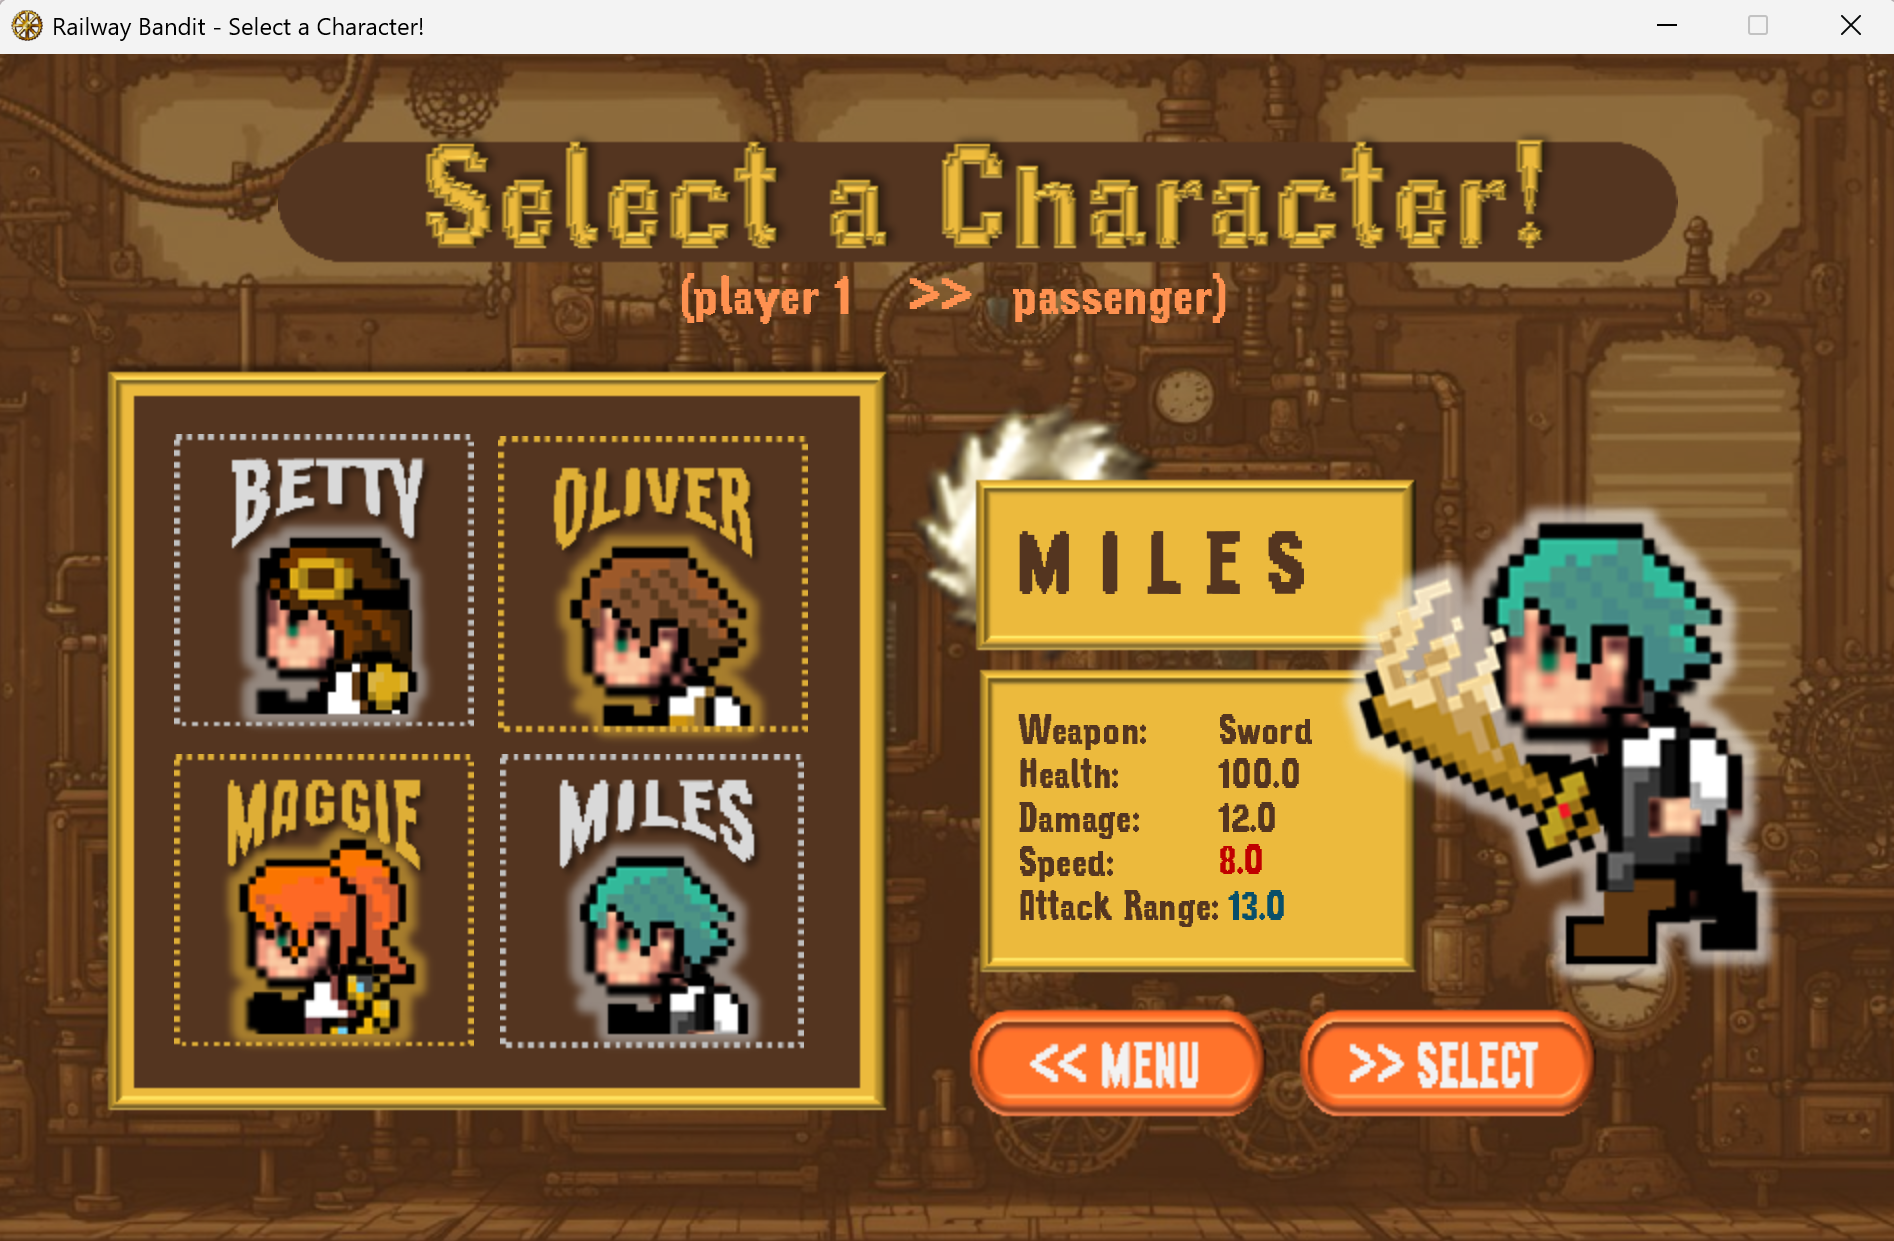 Railway Bandit - Select a Character!
Select a Character!
(player 1 >> passenger)
BETTY
OLIVER
MAGGIE
MILES
MILES
Weapon: Sword
Health: 100.0
Damage: 12.0
Speed: 8.0
Attack Range: 13.0
<< MENU
>> SELECT